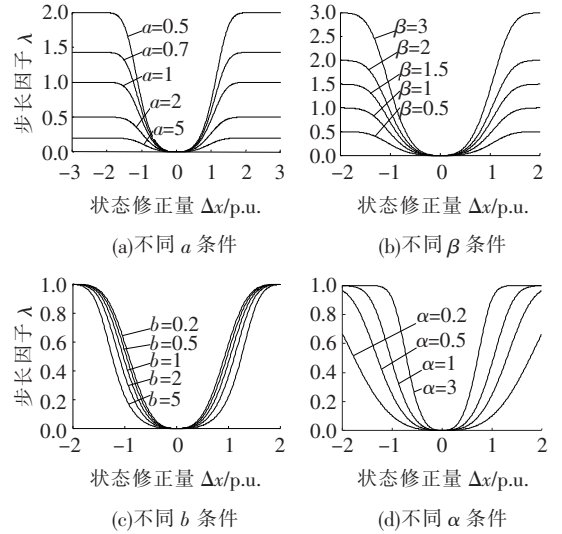 2.0
1.5
1.0
0.5
0
a=0.5
a=0.7
a=1
a=2
a=5
步长因子 λ
−3 −2 −1 0 1 2 3
状态修正量 Δx/p.u.
(a)不同 a 条件
3.0
2.5
2.0
1.5
1.0
0.5
0.0
β=3
β=2
β=1.5
β=1
β=0.5
−2 −1 0 1 2
状态修正量 Δx/p.u.
(b)不同 β 条件
1.0
0.8
0.6
0.4
0.2
0.0
b=0.2
b=0.5
b=1
b=2
b=5
步长因子 λ
−2 −1 0 1 2
状态修正量 Δx/p.u.
(c)不同 b 条件
1.0
0.8
0.6
0.4
0.2
0.0
α=0.2
α=0.5
α=1
α=3
−2 −1 0 1 2
状态修正量 Δx/p.u.
(d)不同 α 条件